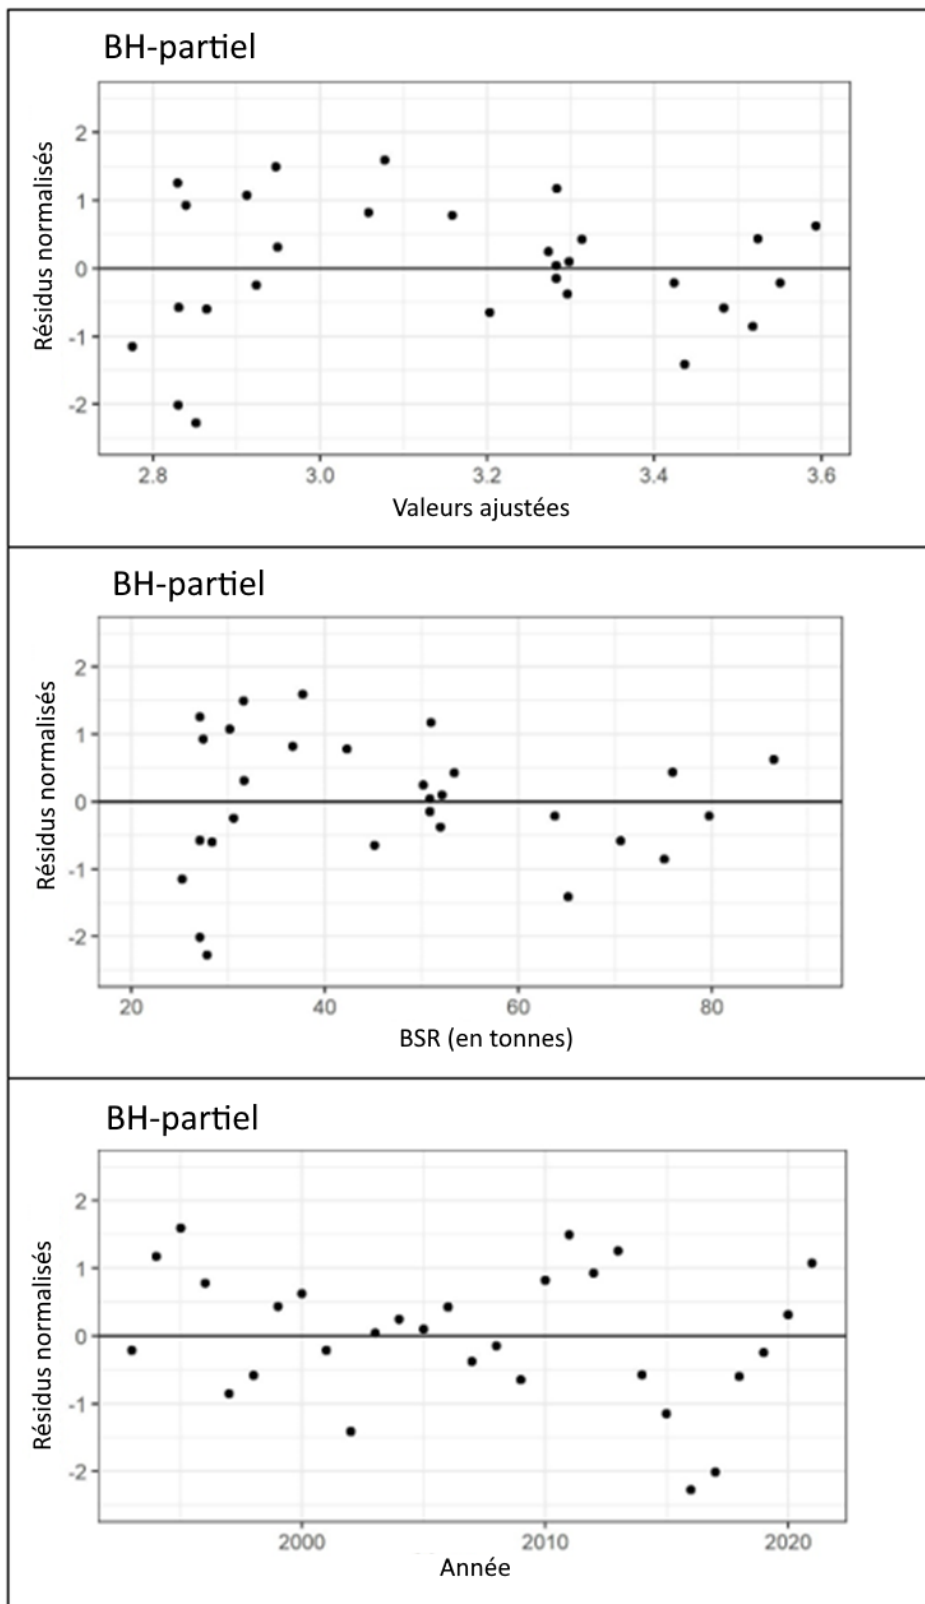 BH-partiel
Résidus normalisés
2
1
0
-1
-2
2.8 3.0 3.2 3.4 3.6
Valeurs ajustées
BH-partiel
Résidus normalisés
2
1
0
-1
-2
20 40 60 80
BSR (en tonnes)
BH-partiel
Résidus normalisés
2
1
0
-1
-2
2000 2010 2020
Année